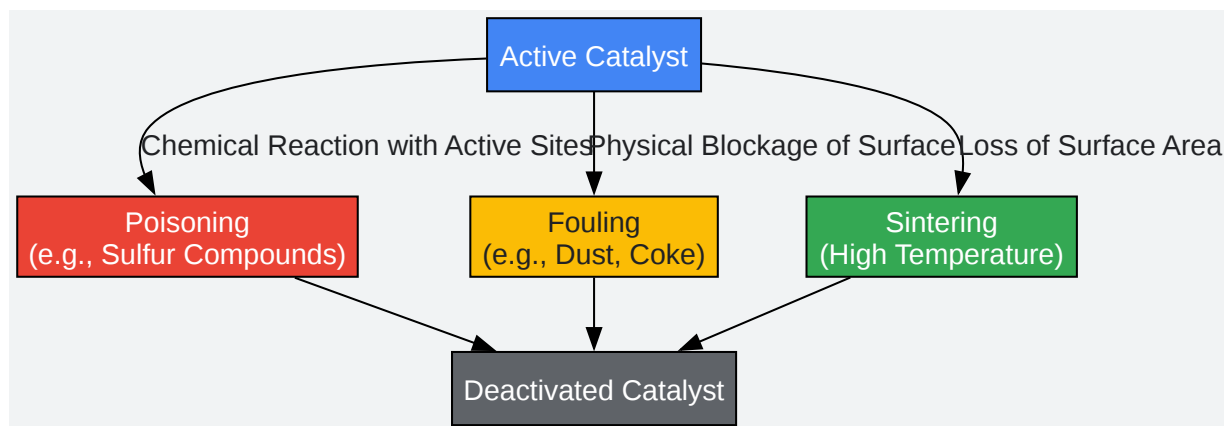 Active Catalyst
Chemical Reaction with Active Sites
Physical Blockage of Surface
Loss of Surface Area
Poisoning
(e.g., Sulfur Compounds)
Fouling
(e.g., Dust, Coke)
Sintering
(High Temperature)
Deactivated Catalyst